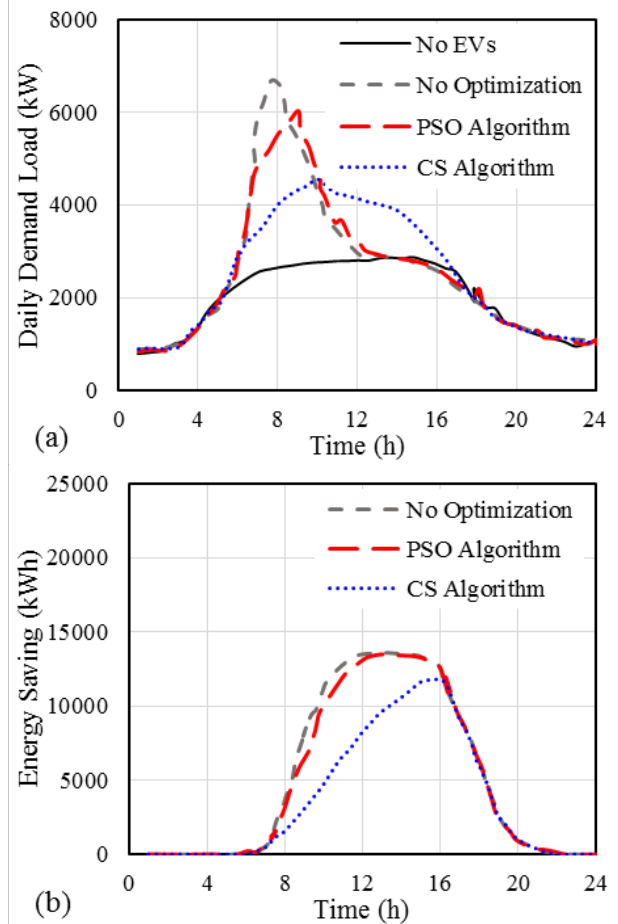 8000
6000
4000
2000
0
Daily Demand Load (kW)
No EVs
No Optimization
PSO Algorithm
CS Algorithm
0 4 8 12 16 20 24
Time (h)
(a)
25000
20000
15000
10000
5000
0
Energy Saving (kWh)
No Optimization
PSO Algorithm
CS Algorithm
0 4 8 12 16 20 24
Time (h)
(b)